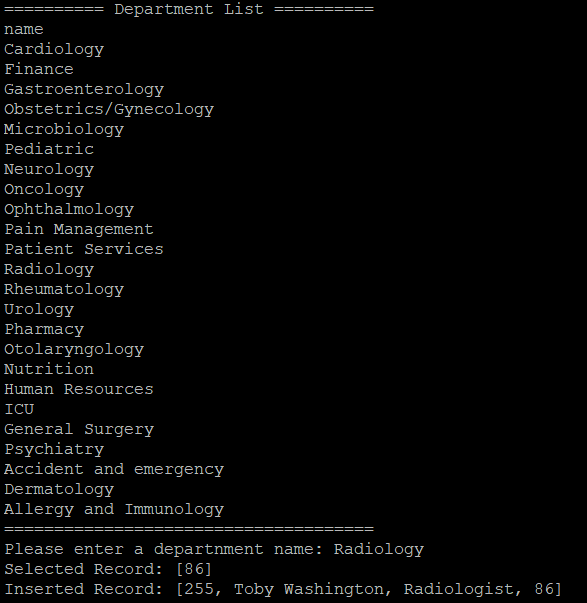 ========== Department List ==========
name
Cardiology
Finance
Gastroenterology
Obstetrics/Gynecology
Microbiology
Pediatric
Neurology
Oncology
Ophthalmology
Pain Management
Patient Services
Radiology
Rheumatology
Urology
Pharmacy
Otolaryngology
Nutrition
Human Resources
ICU
General Surgery
Psychiatry
Accident and emergency
Dermatology
Allergy and Immunology
=====================================
Please enter a departnment name: Radiology
Selected Record: [86]
Inserted Record: [255, Toby Washington, Radiologist, 86]